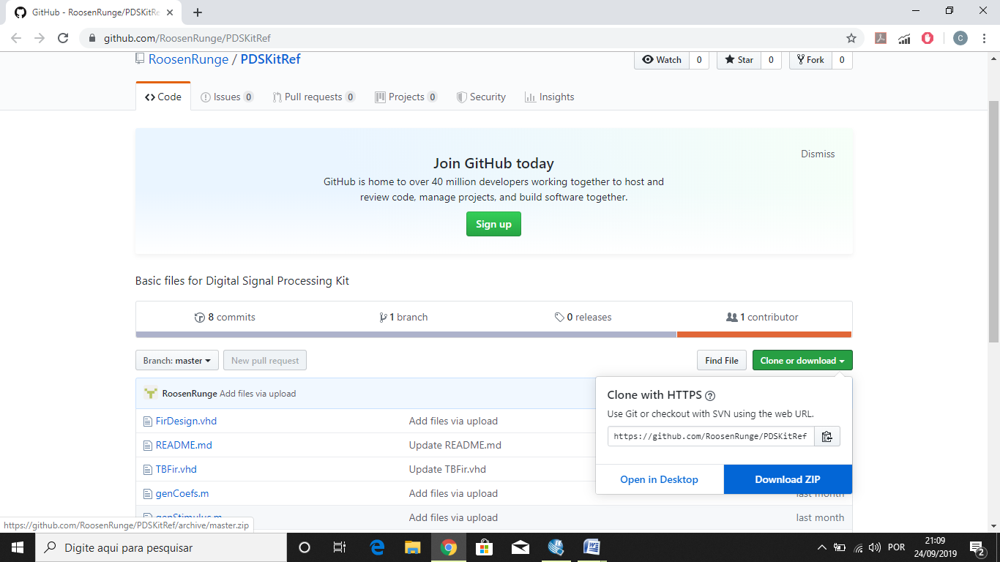 GitHub - RoosenRunge/PDSKitRe
github.com/RoosenRunge/PDSKitRef
C
RoosenRunge / PDSKitRef
Watch 0 Star 0 Fork 0
Code Issues 0 Pull requests 0 Projects 0 Security Insights
Dismiss
Join GitHub today
GitHub is home to over 40 million developers working together to host and
review code, manage projects, and build software together.
Sign up
Basic files for Digital Signal Processing Kit
8 commits 1 branch 0 releases 1 contributor
Branch: master New pull request Find File Clone or download
RoosenRunge Add files via upload
FirDesign.vhd Add files via upload
README.md Update README.md
TBFir.vhd Update TBFir.vhd
genCoefs.m Add files via upload last month
genStimulus.m Add files via upload last month
Clone with HTTPS ?
Use Git or checkout with SVN using the web URL.
https://github.com/RoosenRunge/PDSKitRef
Open in Desktop Download ZIP
https://github.com/RoosenRunge/PDSKitRef/archive/master.zip
Digite aqui para pesquisar
POR
21:09
24/09/2019
2